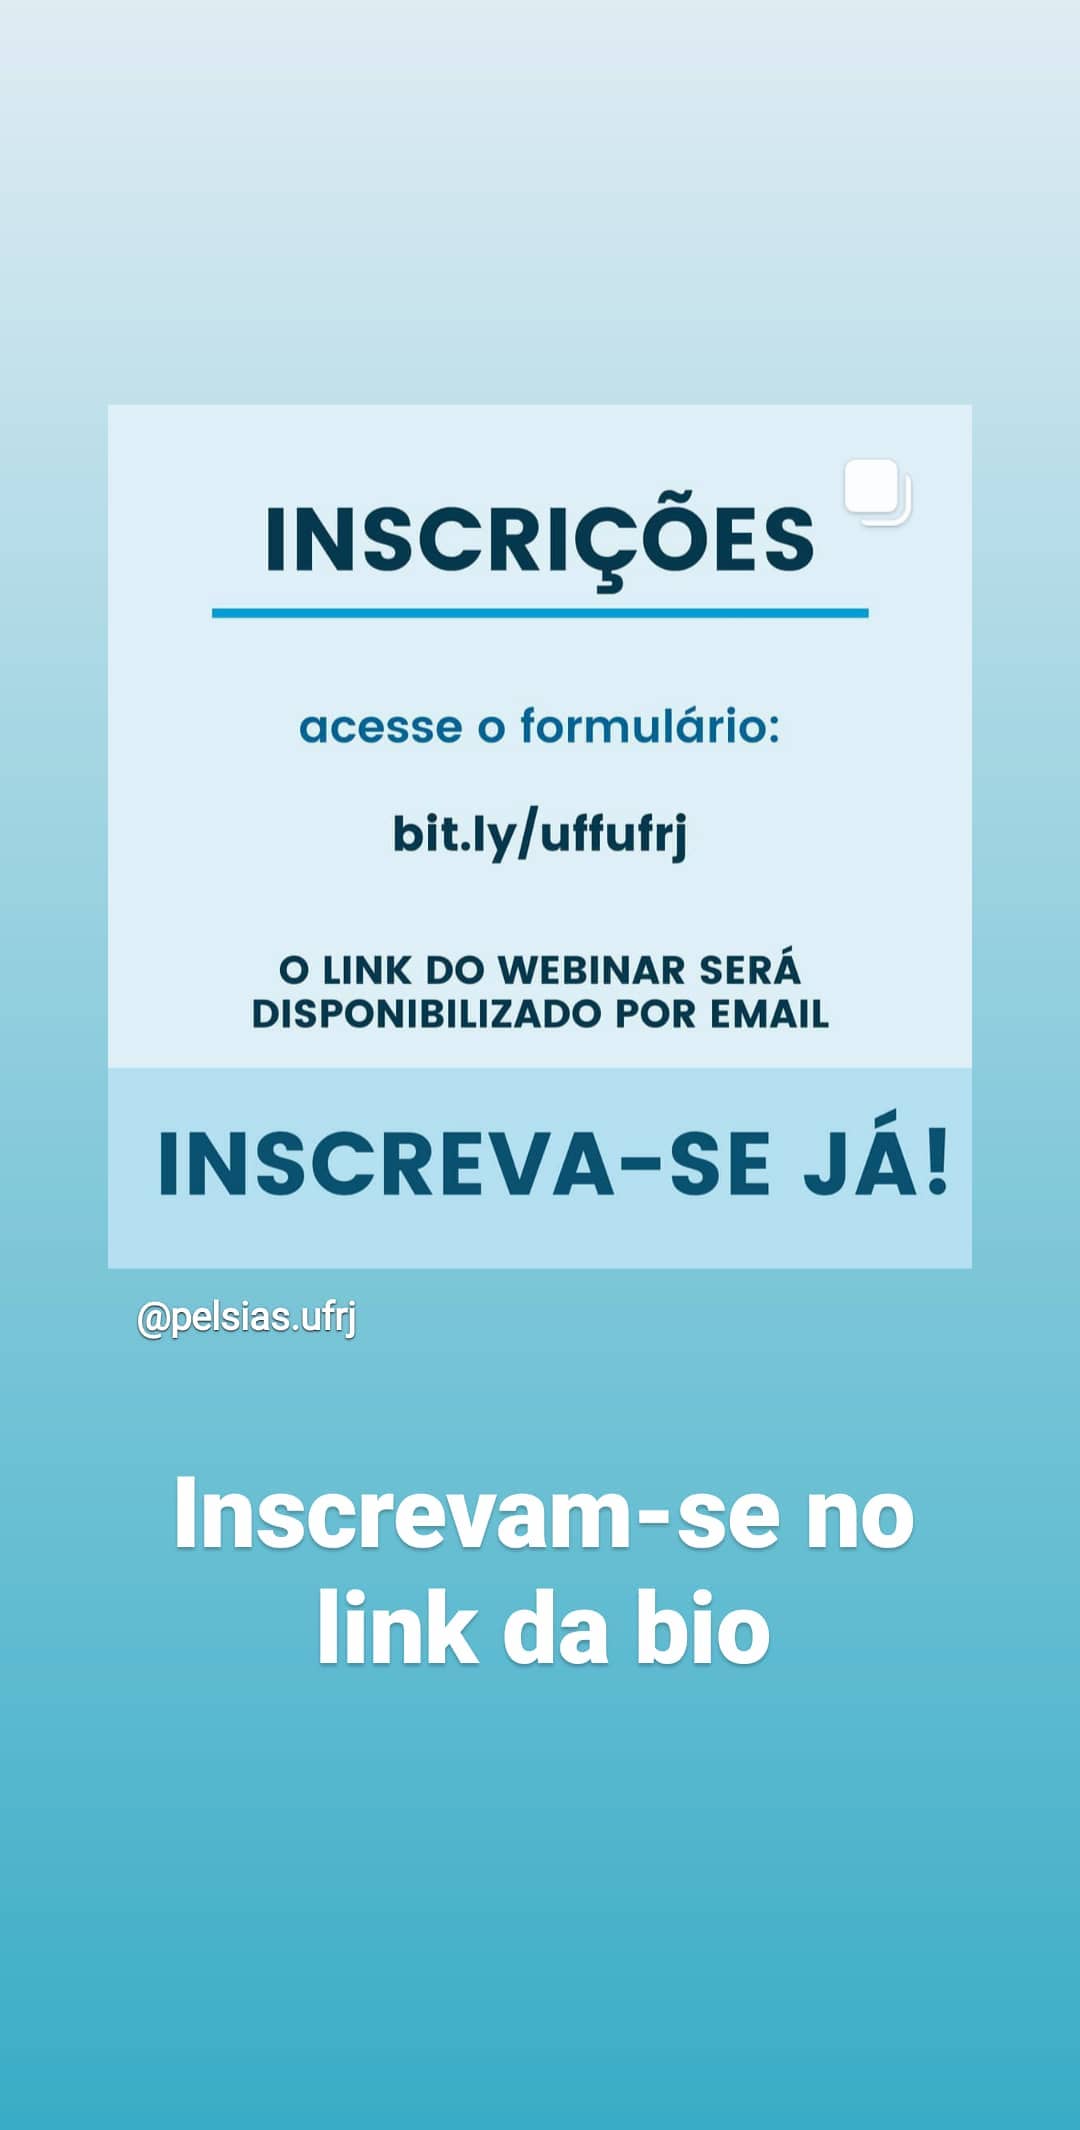 INSCRIÇÕES
acesse o formulário:
bit.ly/uffufrj
O LINK DO WEBINAR SERÁ
DISPONIBILIZADO POR EMAIL
INSCREVA-SE JÁ!
@pelsias.ufrj
Inscrevam-se no
link da bio